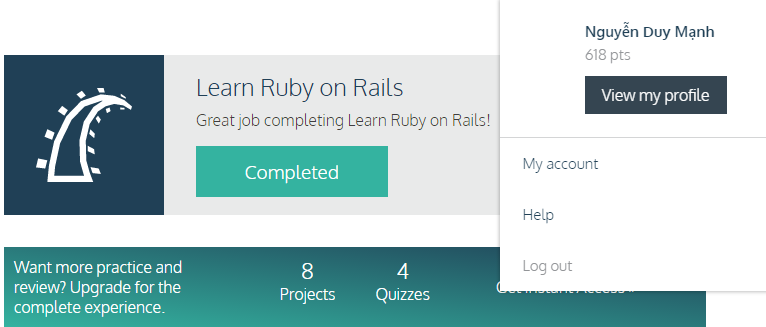 Nguyễn Duy Mạnh
618 pts
View my profile
My account
Help
Log out
Learn Ruby on Rails
Great job completing Learn Ruby on Rails!
Completed
Want more practice and
review? Upgrade for the
complete experience.
8
Projects
4
Quizzes
Get Instant Access